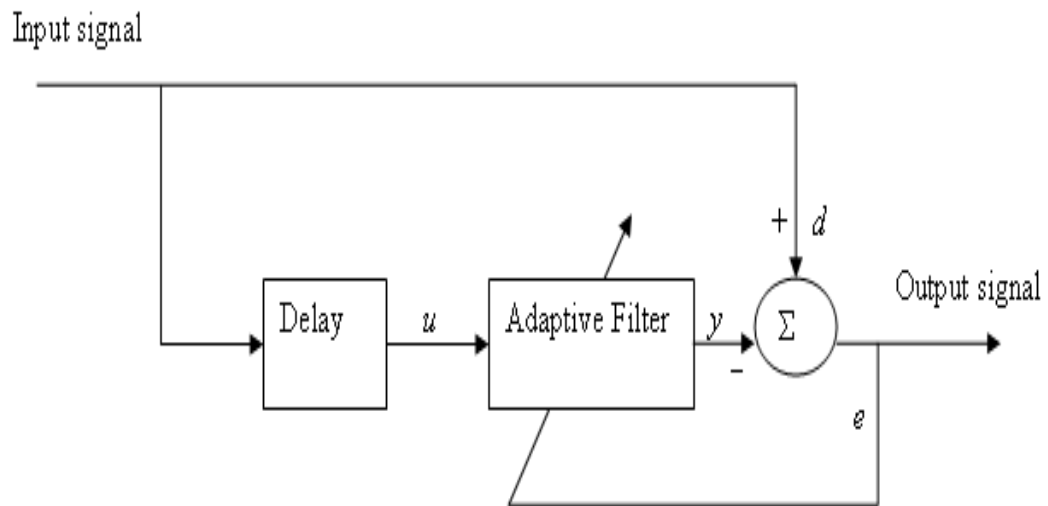 Input signal
+ d
Output signal
Delay
u
Adaptive Filter
y
Σ
−
e